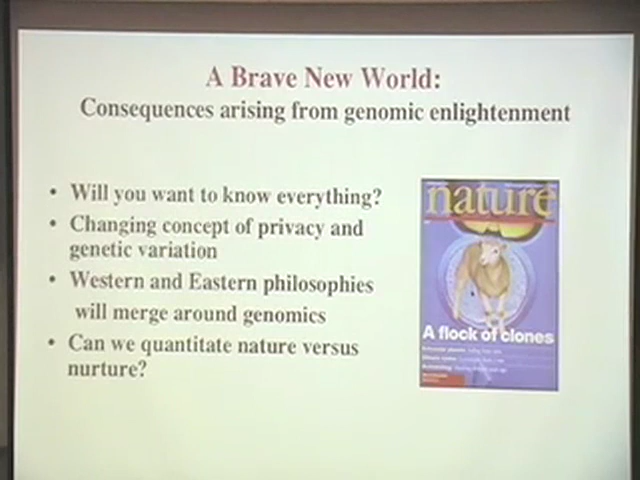 A Brave New World:
Consequences arising from genomic enlightenment
• Will you want to know everything?
• Changing concept of privacy and
genetic variation
• Western and Eastern philosophies
will merge around genomics
• Can we quantitate nature versus
nurture?
nature
A flock of clones